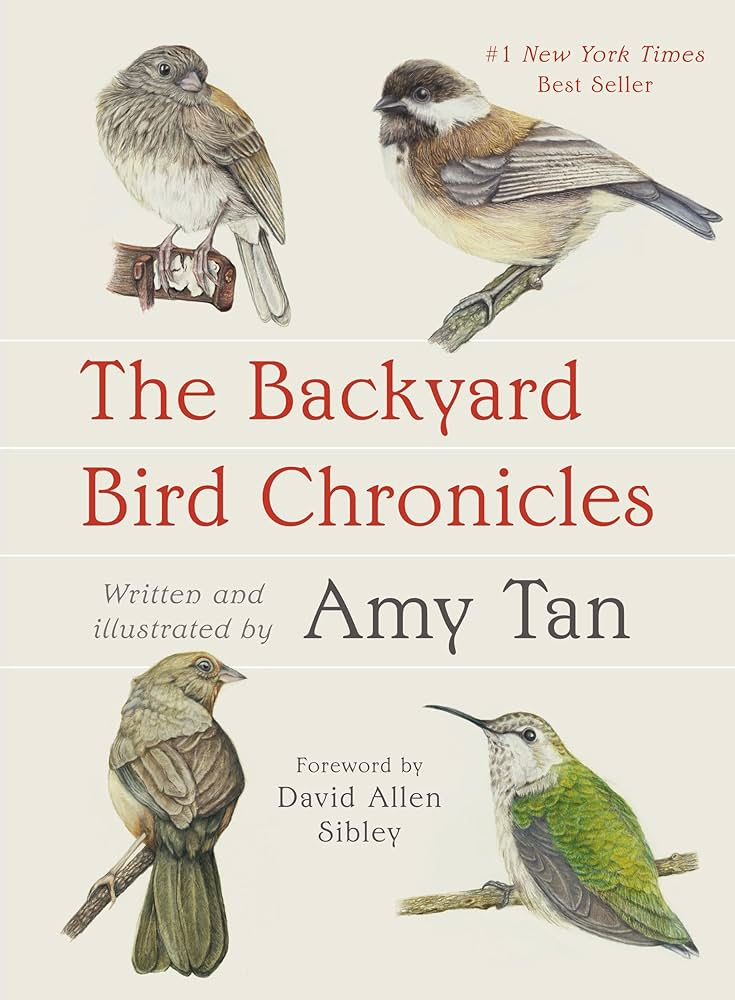 #1 New York Times
Best Seller
The Backyard
Bird Chronicles
Written and
illustrated by
Amy Tan
Foreword by
David Allen
Sibley